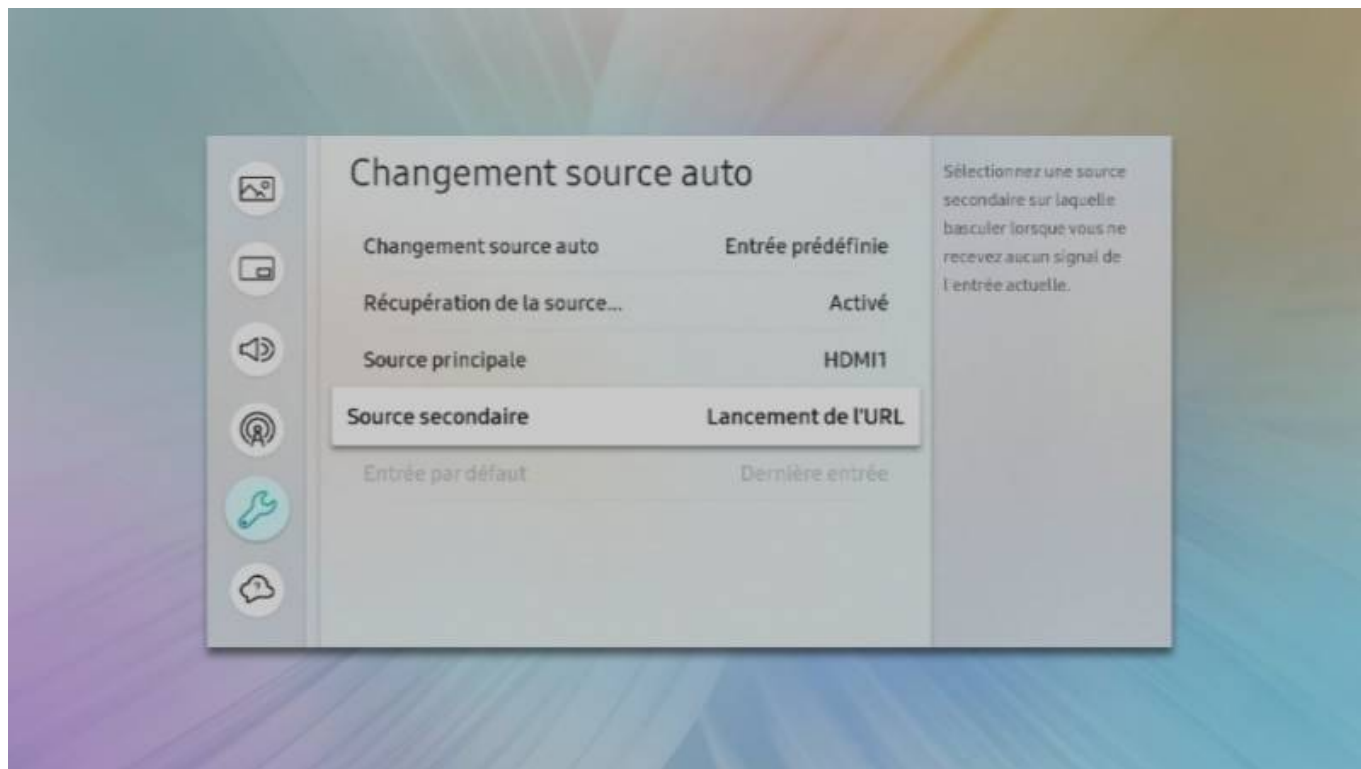 Changement source auto
Changement source auto Entrée prédéfinie
Récupération de la source... Activé
Source principale HDMI1
Source secondaire Lancement de l'URL
Entrée par défaut Dernière entrée
Sélectionnez une source
secondaire sur laquelle
basculer lorsque vous ne
recevez aucun signal de
l'entrée actuelle.